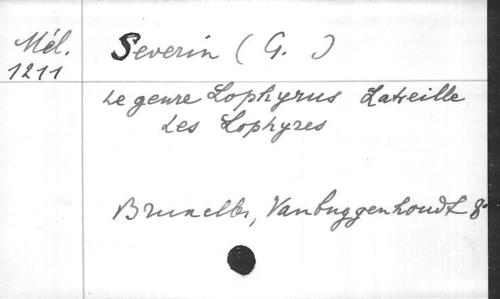 Mél.
1211
Severin (G.)
Le genre Lophyrus Latreille
Les Lophyres
Bruxelles, Vanbuggenhoudt 8°